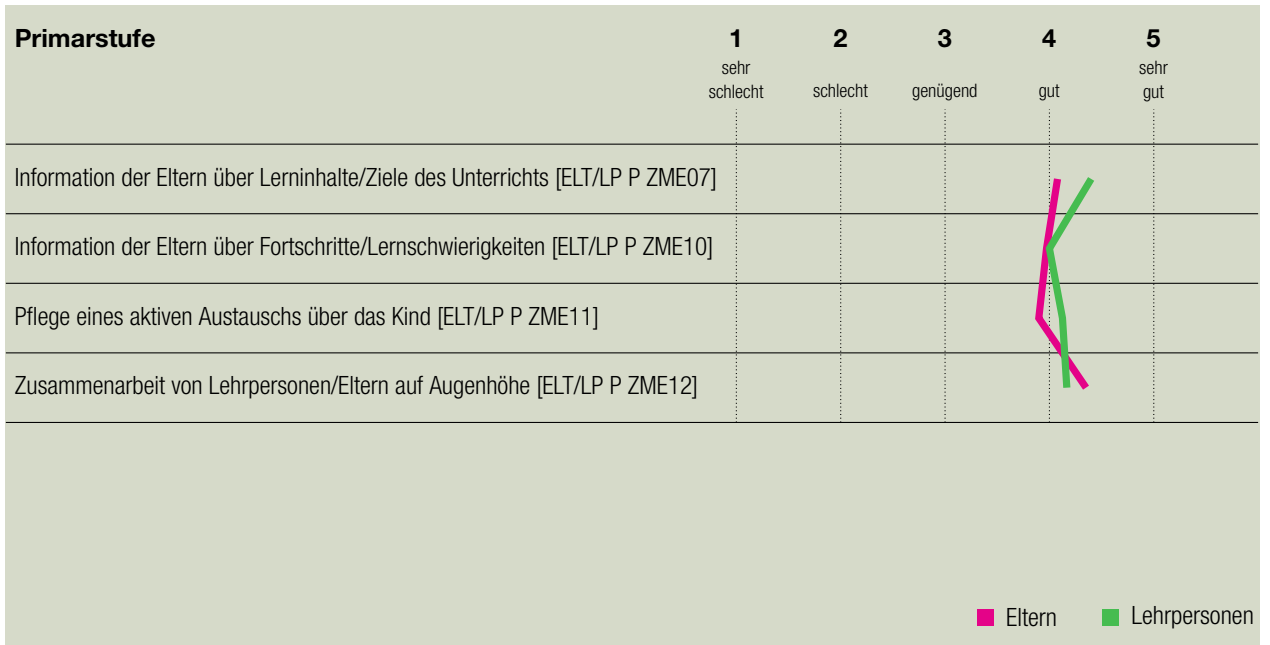 Primarstufe 1 2 3 4 5
sehr sehr
schlecht schlecht genügend gut gut
Information der Eltern über Lerninhalte/Ziele des Unterrichts [ELT/LP P ZME07]
Information der Eltern über Fortschritte/Lernschwierigkeiten [ELT/LP P ZME10]
Pflege eines aktiven Austauschs über das Kind [ELT/LP P ZME11]
Zusammenarbeit von Lehrpersonen/Eltern auf Augenhöhe [ELT/LP P ZME12]
Eltern Lehrpersonen